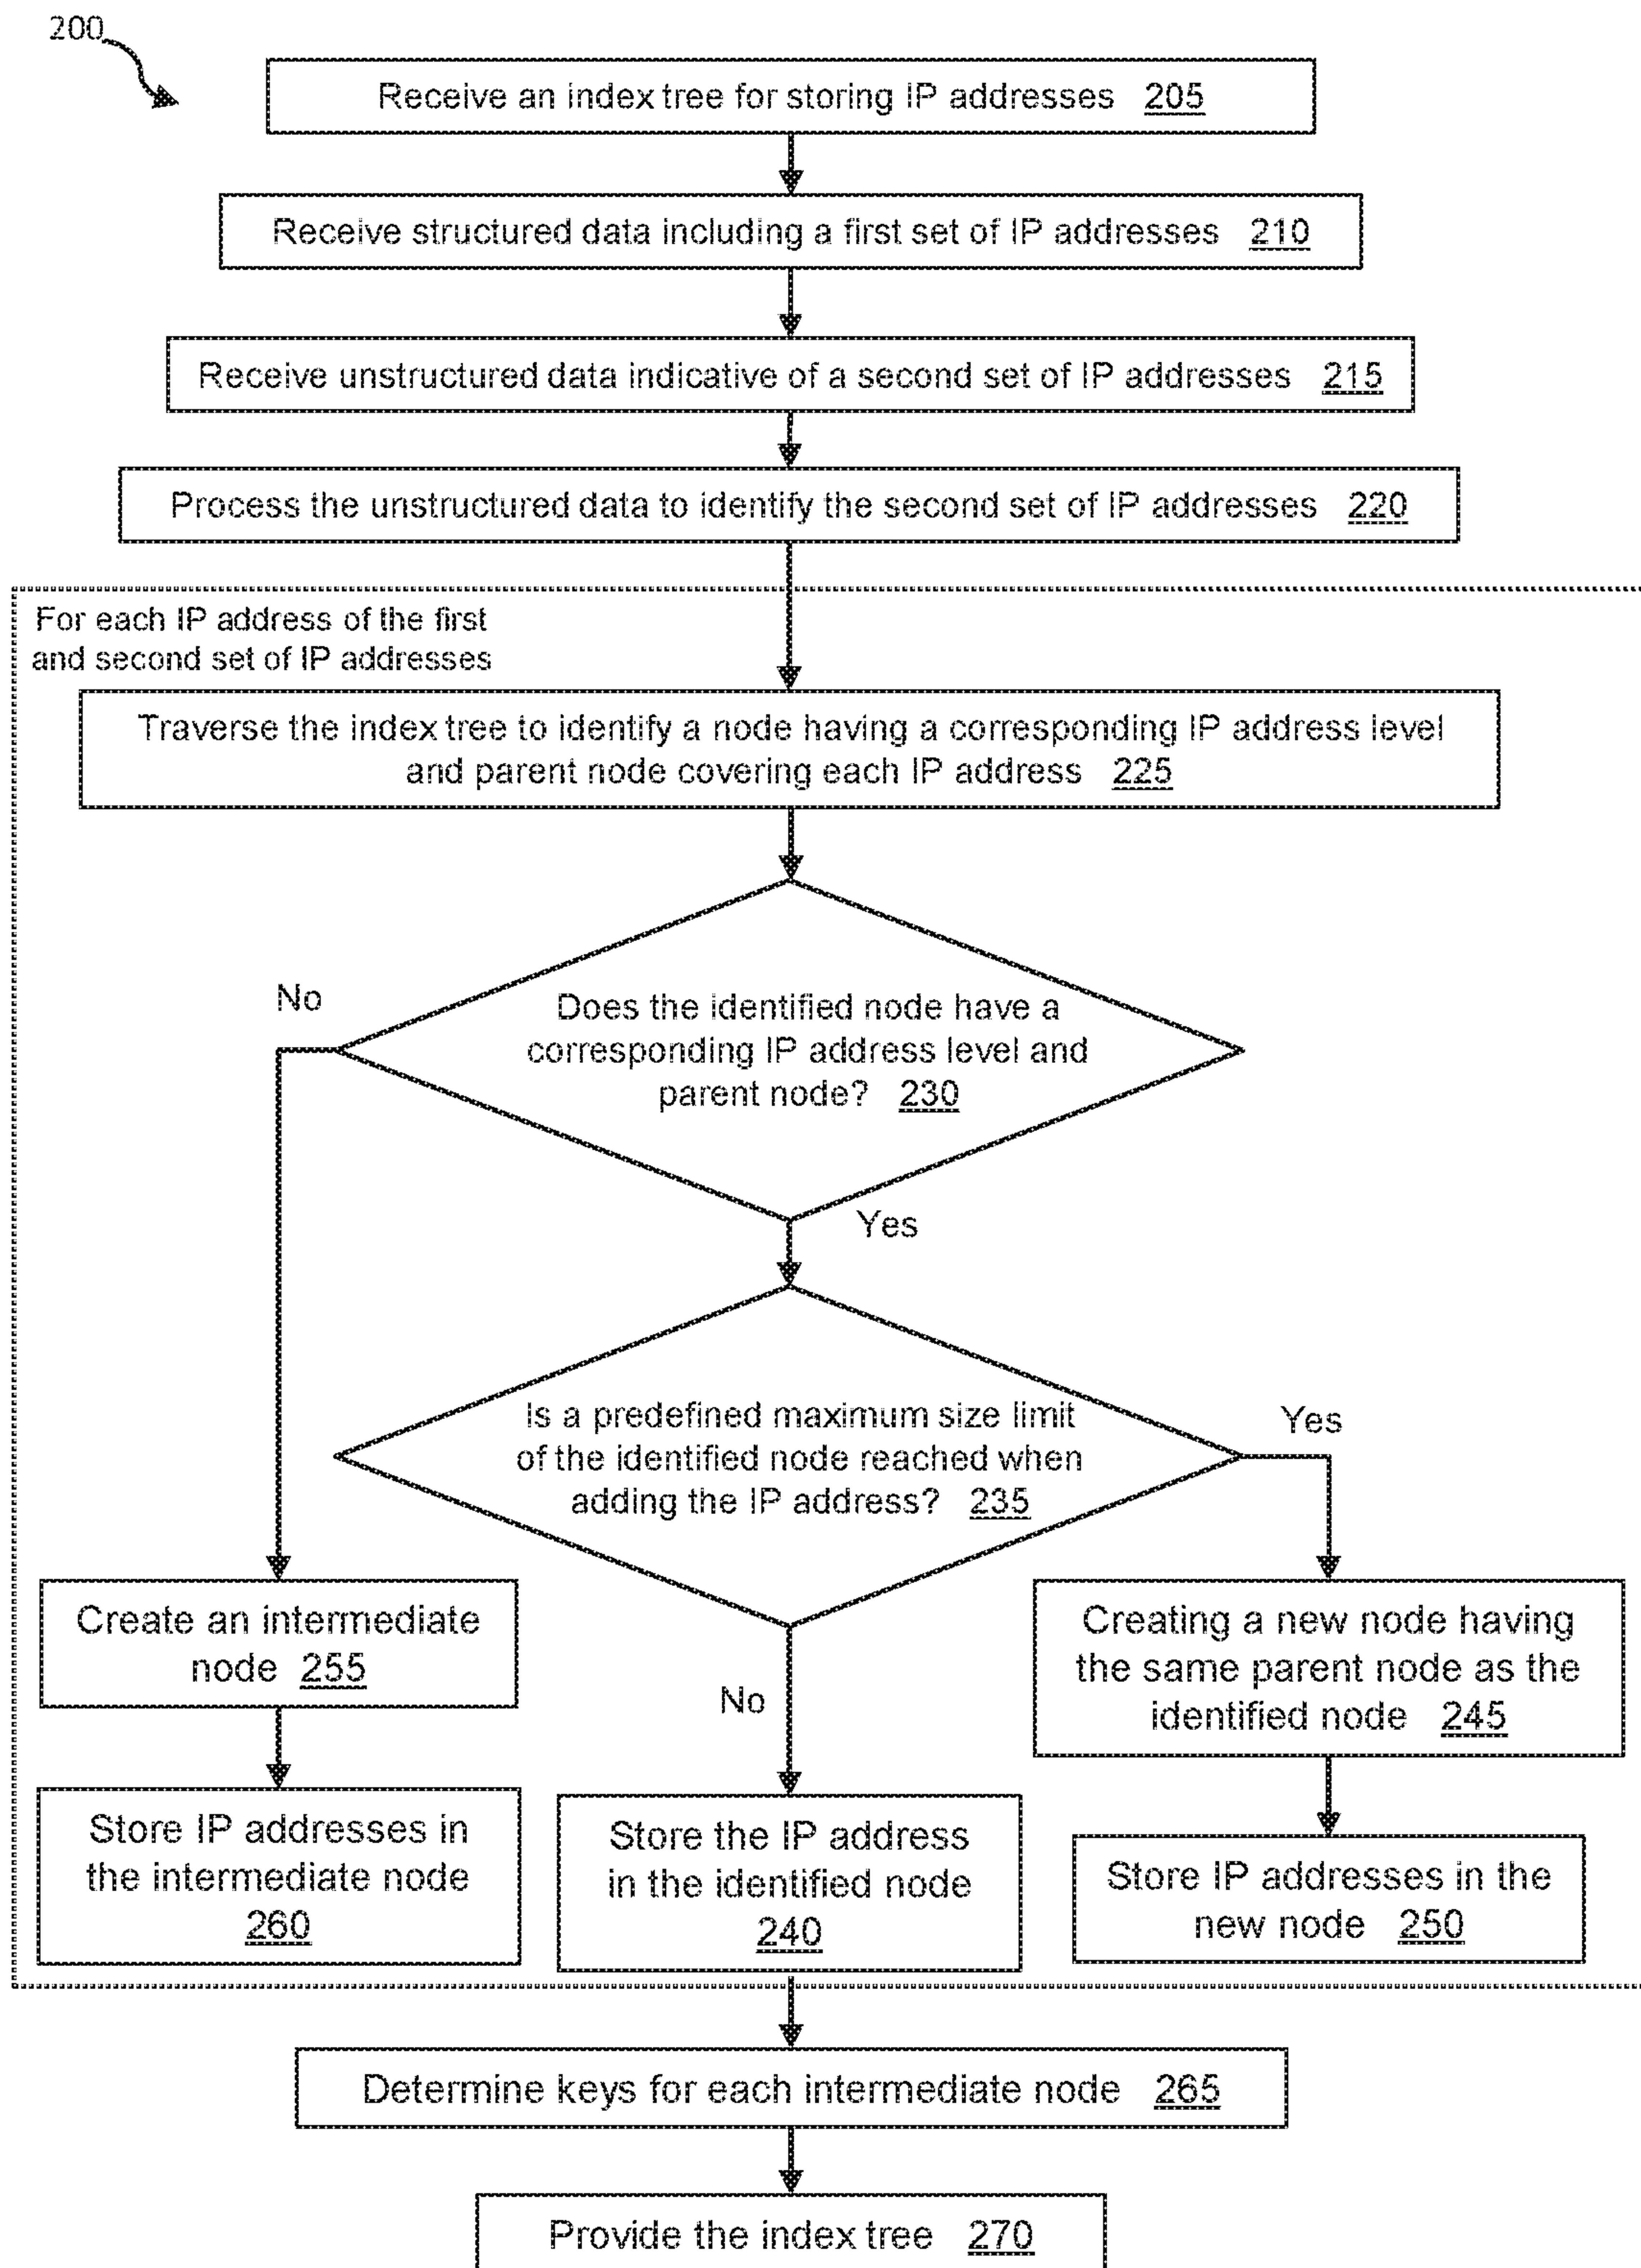 200
Receive an index tree for storing IP addresses 205
Receive structured data including a first set of IP addresses 210
Receive unstructured data indicative of a second set of IP addresses 215
Process the unstructured data to identify the second set of IP addresses 220
For each IP address of the first
and second set of IP addresses
Traverse the index tree to identify a node having a corresponding IP address level
and parent node covering each IP address 225
No
Does the identified node have a
corresponding IP address level and
parent node? 230
Yes
Is a predefined maximum size limit
of the identified node reached when
adding the IP address? 235
Yes
Create an intermediate
node 255
No
Creating a new node having
the same parent node as the
identified node 245
Store IP addresses in
the intermediate node
260
Store the IP address
in the identified node
240
Store IP addresses in the
new node 250
Determine keys for each intermediate node 265
Provide the index tree 270